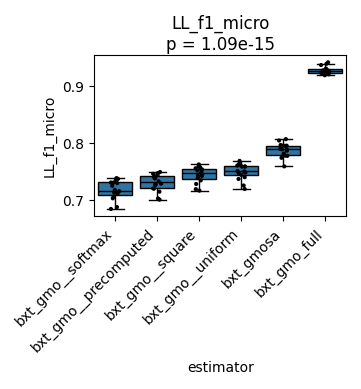 LL_f1_micro
p = 1.09e-15
LL_f1_micro
0.9
0.8
0.7
bxt_gmo__softmax
bxt_gmo__precomputed
bxt_gmo__square
bxt_gmo__uniform
bxt_gmosa
bxt_gmo_full
estimator